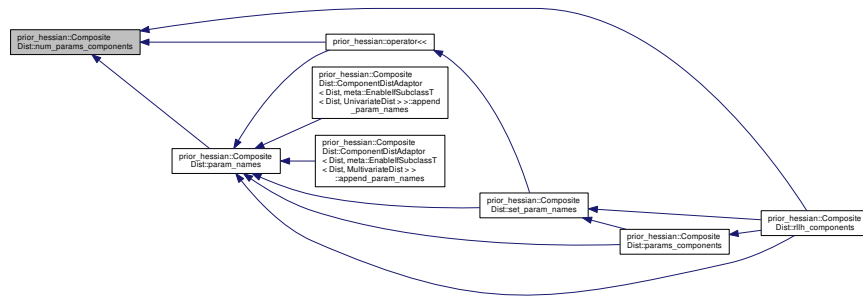 prior_hessian::Composite
Dist::num_params_components
prior_hessian::operator<<
prior_hessian::Composite
Dist::ComponentDistAdaptor
< Dist, meta::EnableIfSubclassT
< Dist, UnivariateDist > >::append
_param_names
prior_hessian::Composite
Dist::param_names
prior_hessian::Composite
Dist::ComponentDistAdaptor
< Dist, meta::EnableIfSubclassT
< Dist, MultivariateDist > >
::append_param_names
prior_hessian::Composite
Dist::set_param_names
prior_hessian::Composite
Dist::params_components
prior_hessian::Composite
Dist::rllh_components